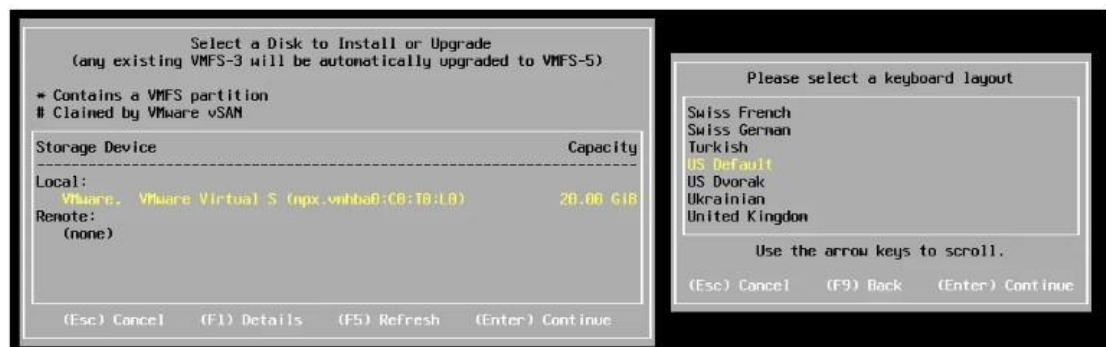 Select a Disk to Install or Upgrade
(any existing VMFS-3 will be automatically upgraded to VMFS-5)
* Contains a VMFS partition
# Claimed by VMware vSAN
Storage Device Capacity
Local:
VMware, VMware Virtual S (mpx.vmhba0:C0:T0:L0) 20.00 GiB
Remote:
(none)
(Esc) Cancel (F1) Details (F5) Refresh (Enter) Continue
Please select a keyboard layout
Swiss French
Swiss German
Turkish
US Default
US Dvorak
Ukrainian
United Kingdom
Use the arrow keys to scroll.
(Esc) Cancel (F9) Back (Enter) Continue